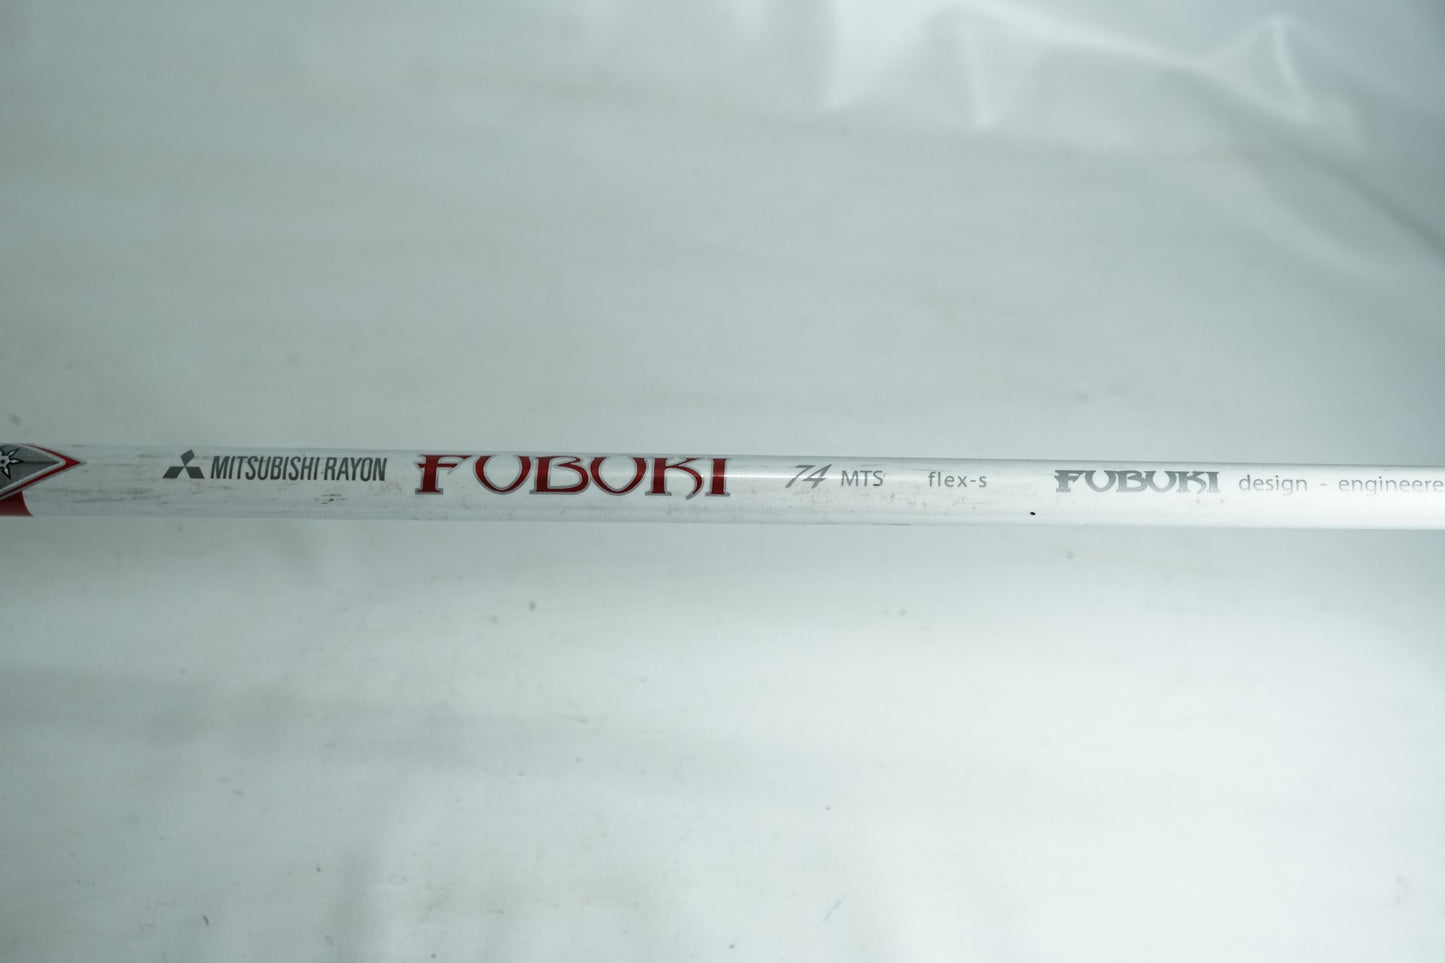 MITSUBISHI RAYON FUBUKI 74 MTS flex-s FUBUKI design - engineere